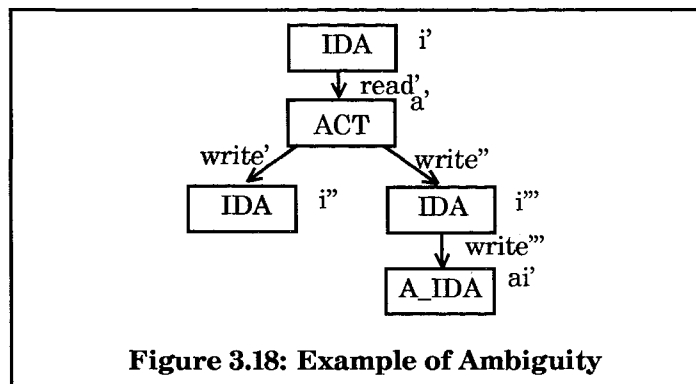 IDA i'
read'
ACT a'
write' write"
IDA i" IDA i"'
write"'
A_IDA ai'
Figure 3.18: Example of Ambiguity